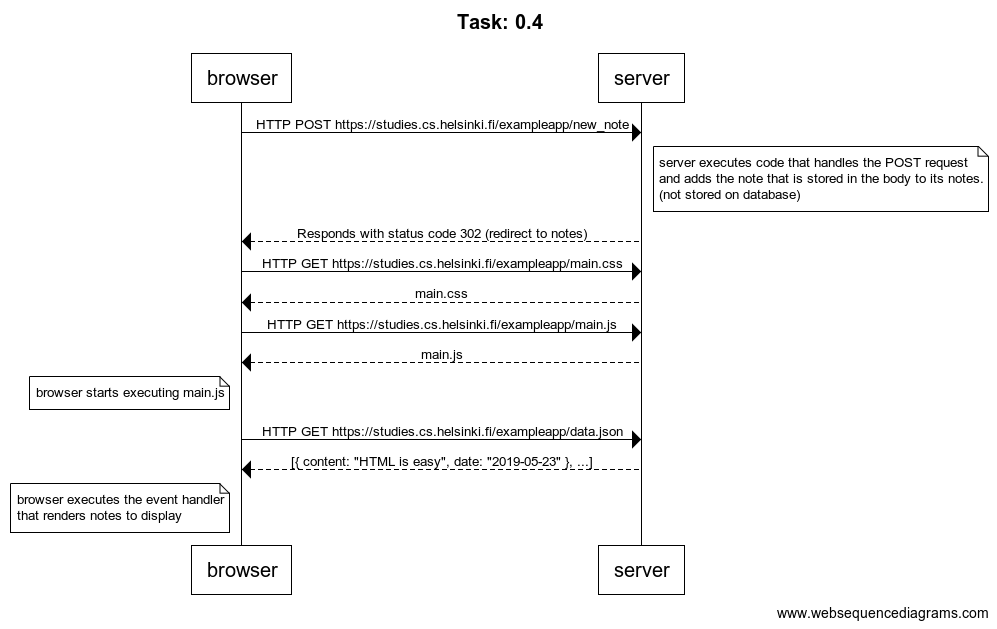 Task: 0.4
browser
server
HTTP POST https://studies.cs.helsinki.fi/exampleapp/new_note
server executes code that handles the POST request
and adds the note that is stored in the body to its notes.
(not stored on database)
Responds with status code 302 (redirect to notes)
HTTP GET https://studies.cs.helsinki.fi/exampleapp/main.css
main.css
HTTP GET https://studies.cs.helsinki.fi/exampleapp/main.js
main.js
browser starts executing main.js
HTTP GET https://studies.cs.helsinki.fi/exampleapp/data.json
[{ content: "HTML is easy", date: "2019-05-23" }, ...]
browser executes the event handler
that renders notes to display
browser
server
www.websequencediagrams.com